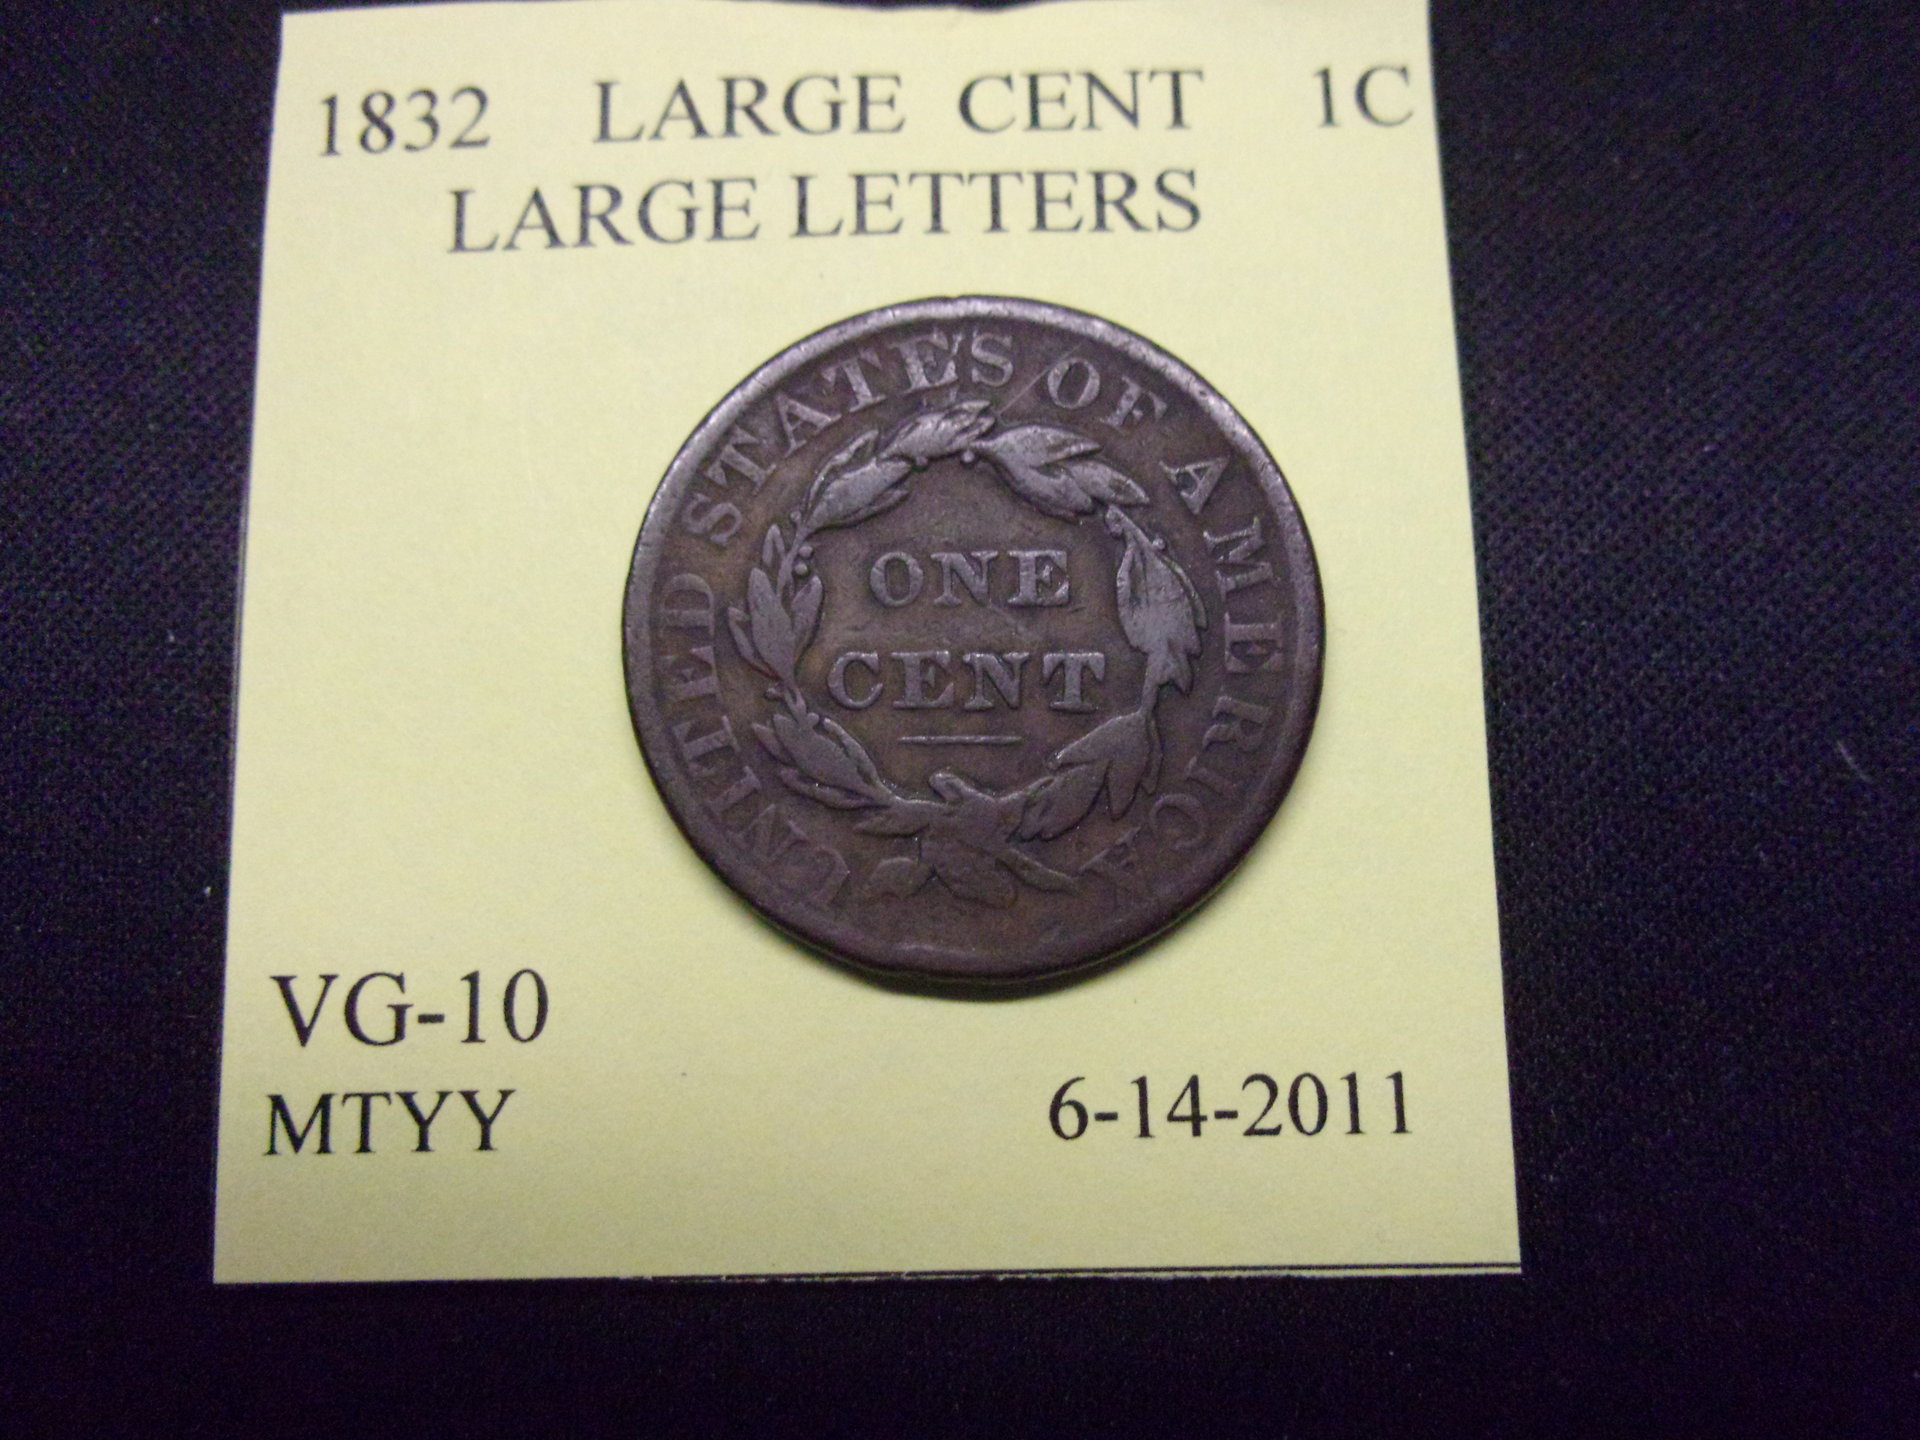 1832 LARGE CENT 1C
LARGE LETTERS
UNITED STATES OF AMERICA
ONE
CENT
VG-10
MTYY 6-14-2011